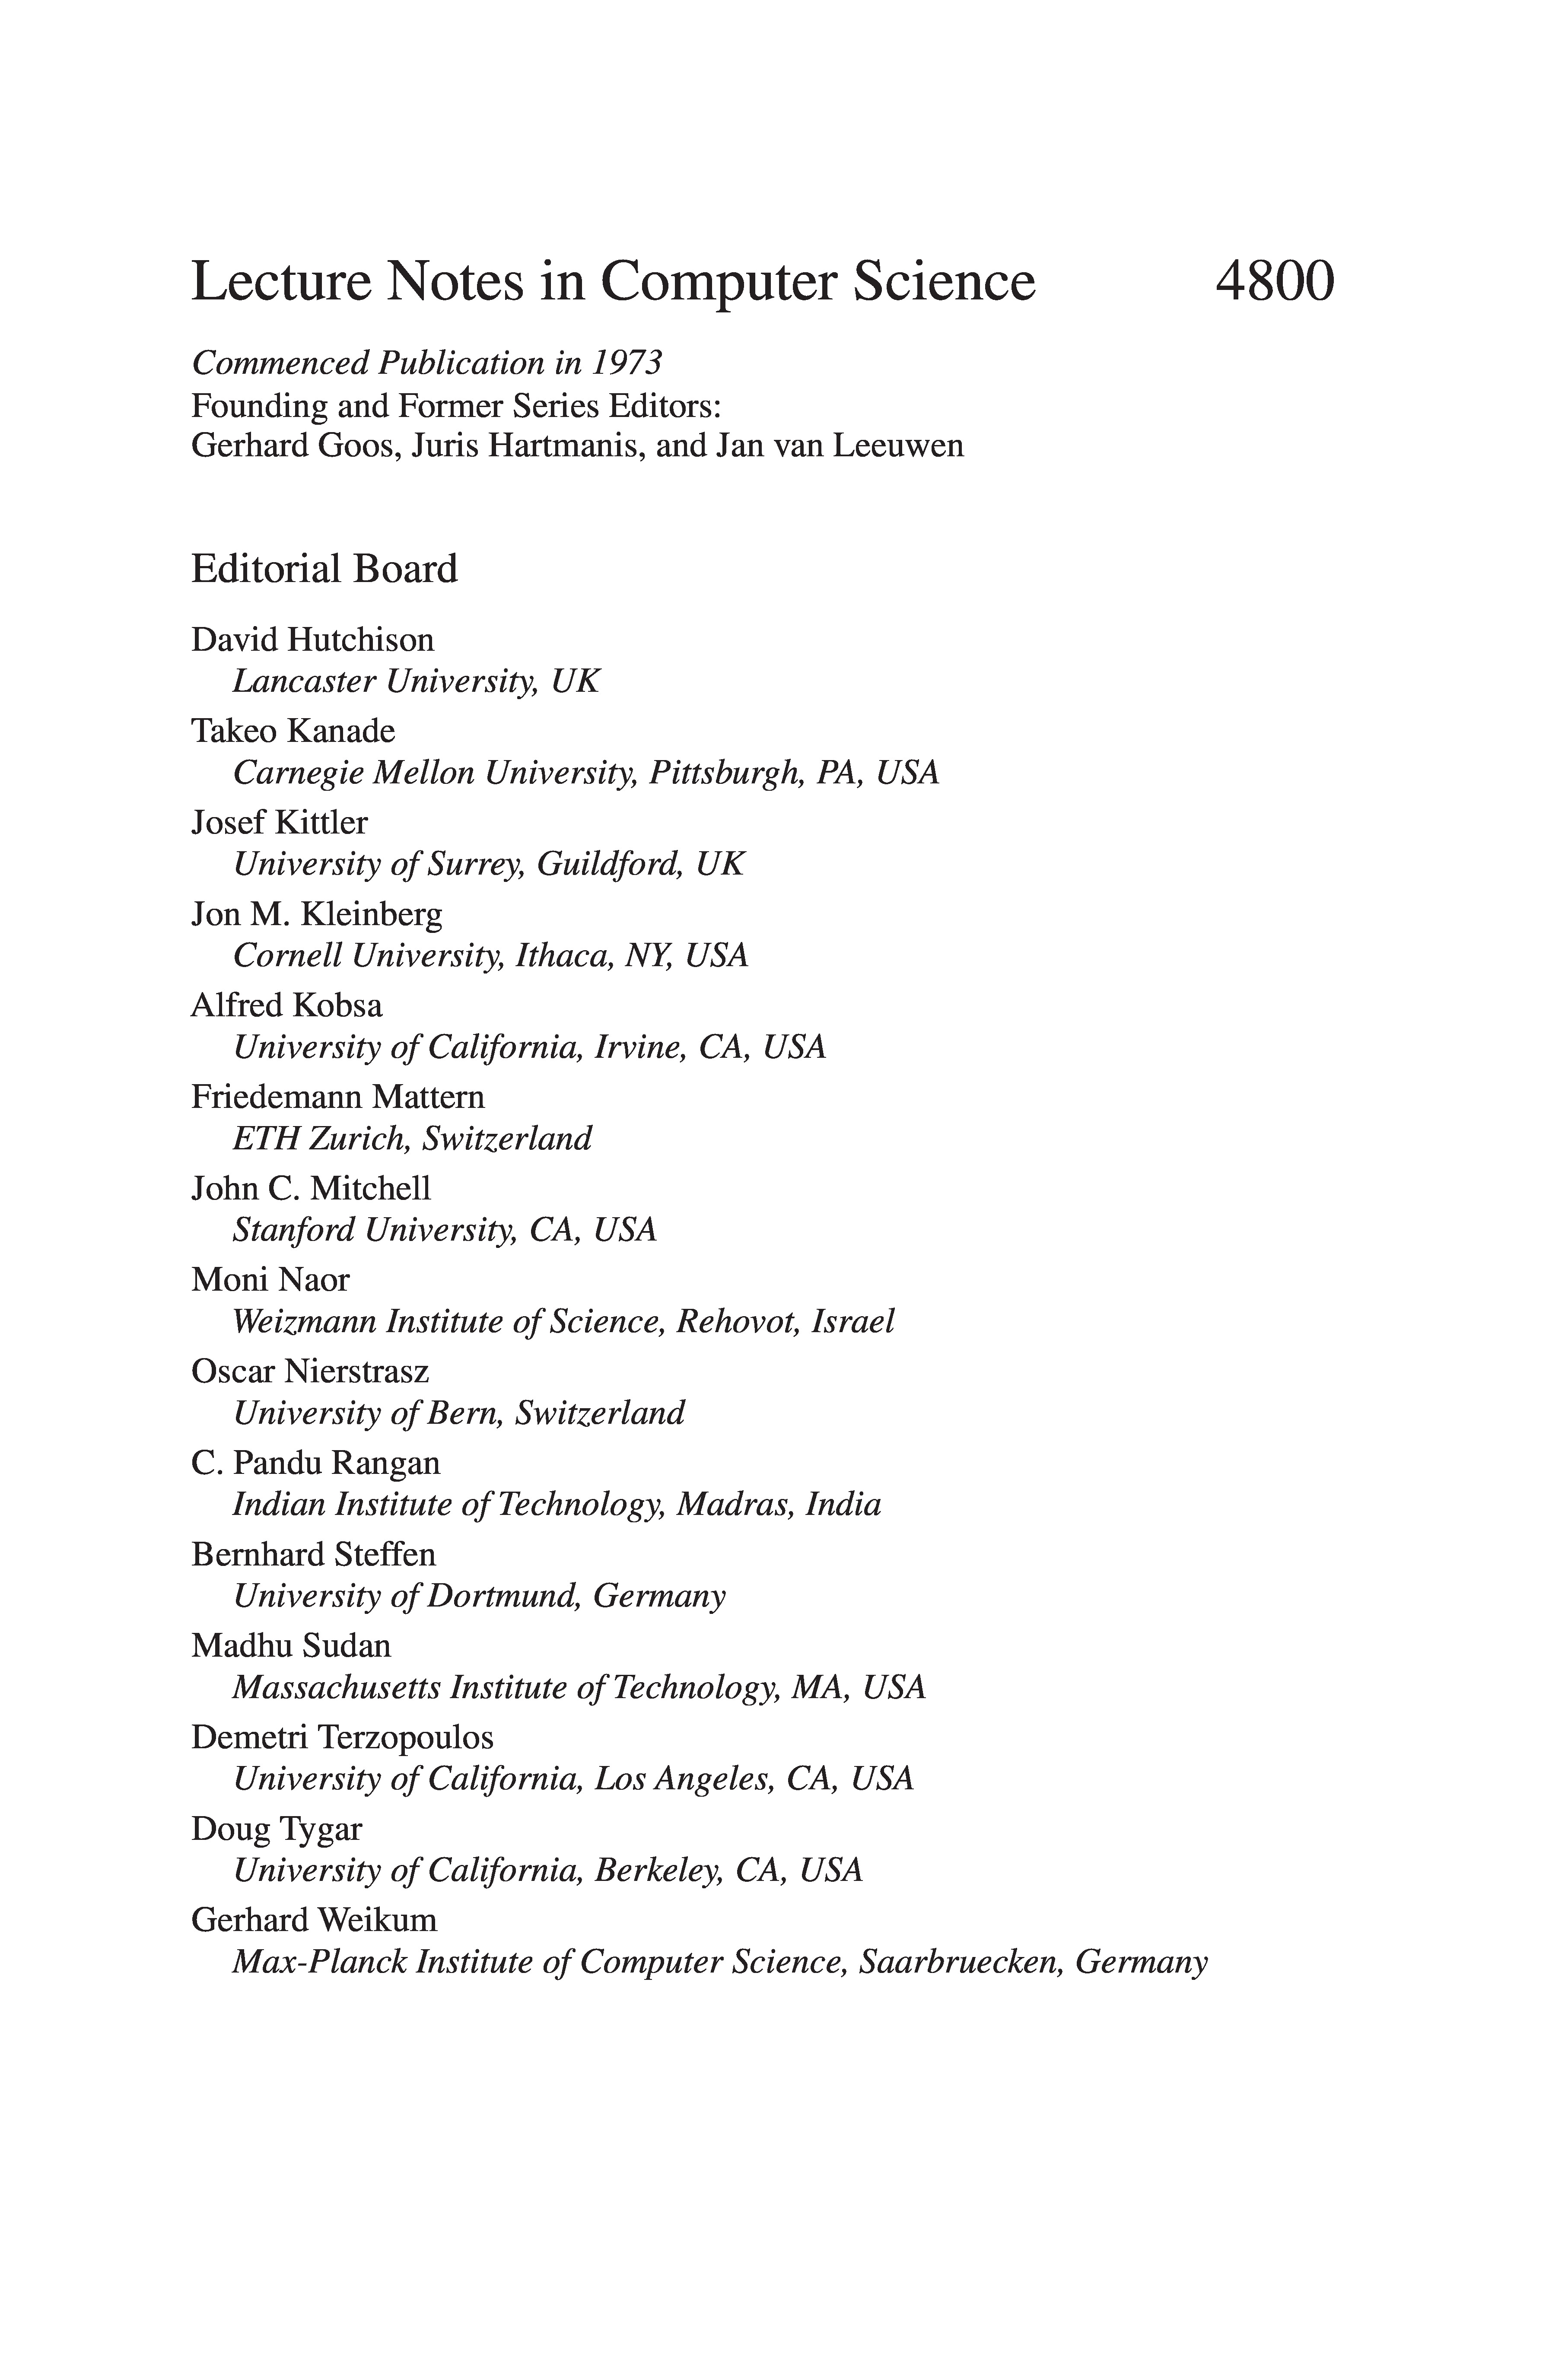 Lecture Notes in Computer Science 4800
Commenced Publication in 1973
Founding and Former Series Editors:
Gerhard Goos, Juris Hartmanis, and Jan van Leeuwen
Editorial Board
David Hutchison
Lancaster University, UK
Takeo Kanade
Carnegie Mellon University, Pittsburgh, PA, USA
Josef Kittler
University of Surrey, Guildford, UK
Jon M. Kleinberg
Cornell University, Ithaca, NY, USA
Alfred Kobsa
University of California, Irvine, CA, USA
Friedemann Mattern
ETH Zurich, Switzerland
John C. Mitchell
Stanford University, CA, USA
Moni Naor
Weizmann Institute of Science, Rehovot, Israel
Oscar Nierstrasz
University of Bern, Switzerland
C. Pandu Rangan
Indian Institute of Technology, Madras, India
Bernhard Steffen
University of Dortmund, Germany
Madhu Sudan
Massachusetts Institute of Technology, MA, USA
Demetri Terzopoulos
University of California, Los Angeles, CA, USA
Doug Tygar
University of California, Berkeley, CA, USA
Gerhard Weikum
Max-Planck Institute of Computer Science, Saarbruecken, Germany